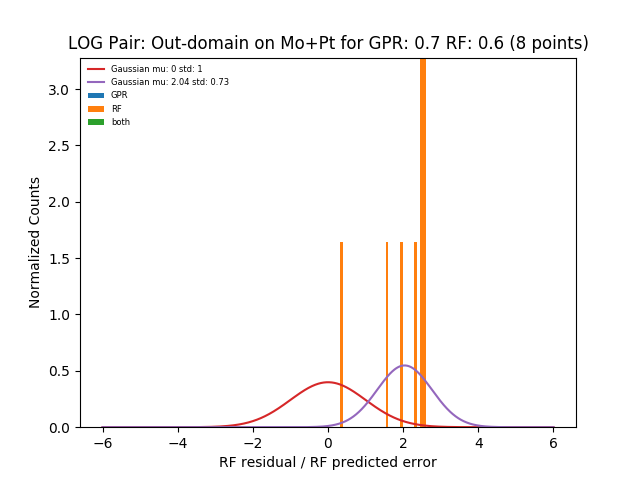 LOG Pair: Out-domain on Mo+Pt for GPR: 0.7 RF: 0.6 (8 points)
Gaussian mu: 0 std: 1
Gaussian mu: 2.04 std: 0.73
GPR
RF
both
3.0
2.5
2.0
1.5
1.0
0.5
0.0
Normalized Counts
−6 −4 −2 0 2 4 6
RF residual / RF predicted error